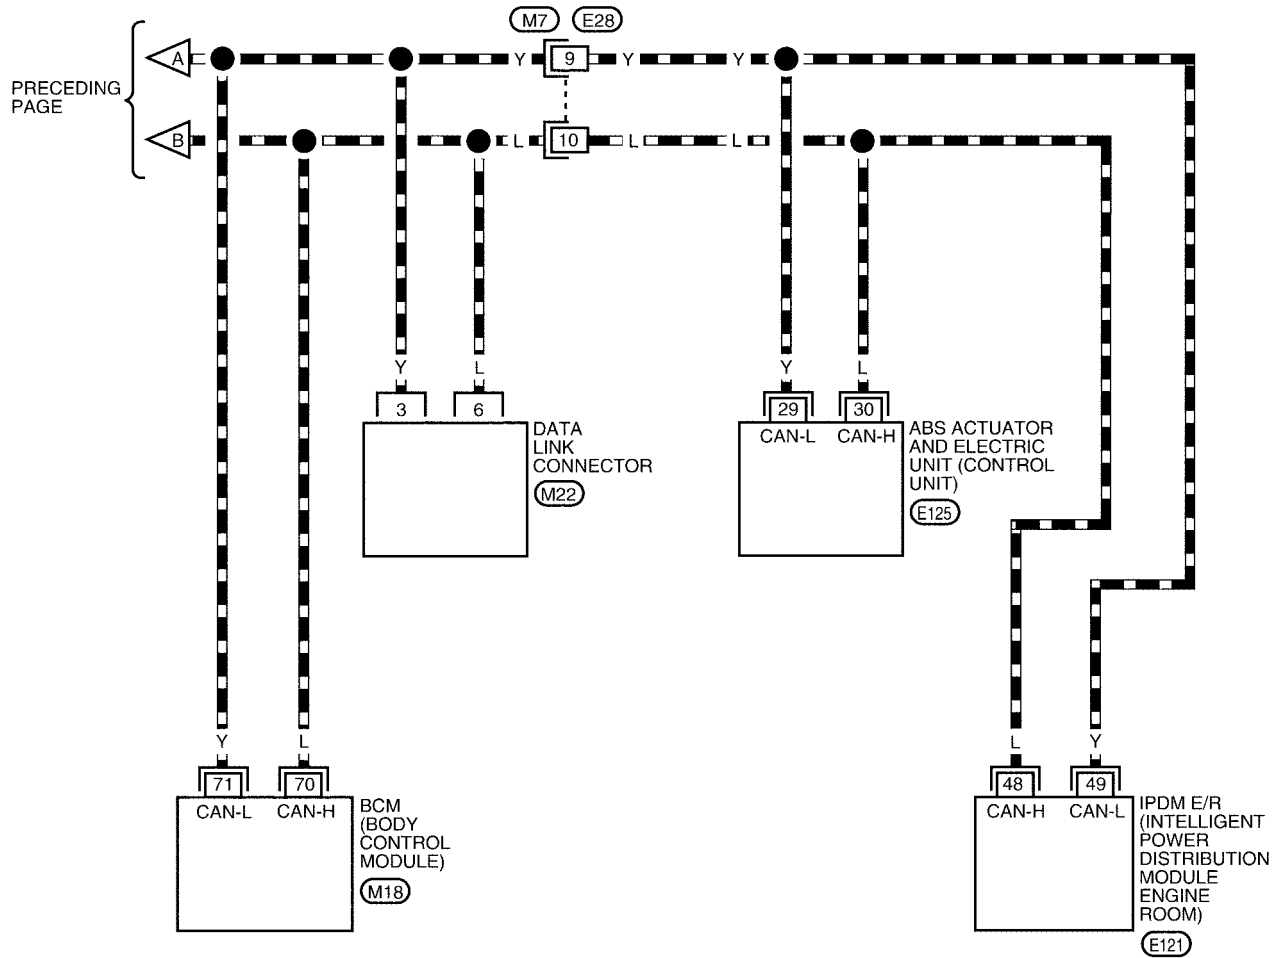 M7 E28
PRECEDING
PAGE
A Y 9 Y Y
B L 10 L L
Y L
3 6
DATA
LINK
CONNECTOR
M22
Y L
29 30
CAN-L CAN-H
ABS ACTUATOR
AND ELECTRIC
UNIT (CONTROL
UNIT)
E125
Y L
71 70
CAN-L CAN-H
BCM
(BODY
CONTROL
MODULE)
M18
L Y
48 49
CAN-H CAN-L
IPDM E/R
(INTELLIGENT
POWER
DISTRIBUTION
MODULE
ENGINE
ROOM)
E121